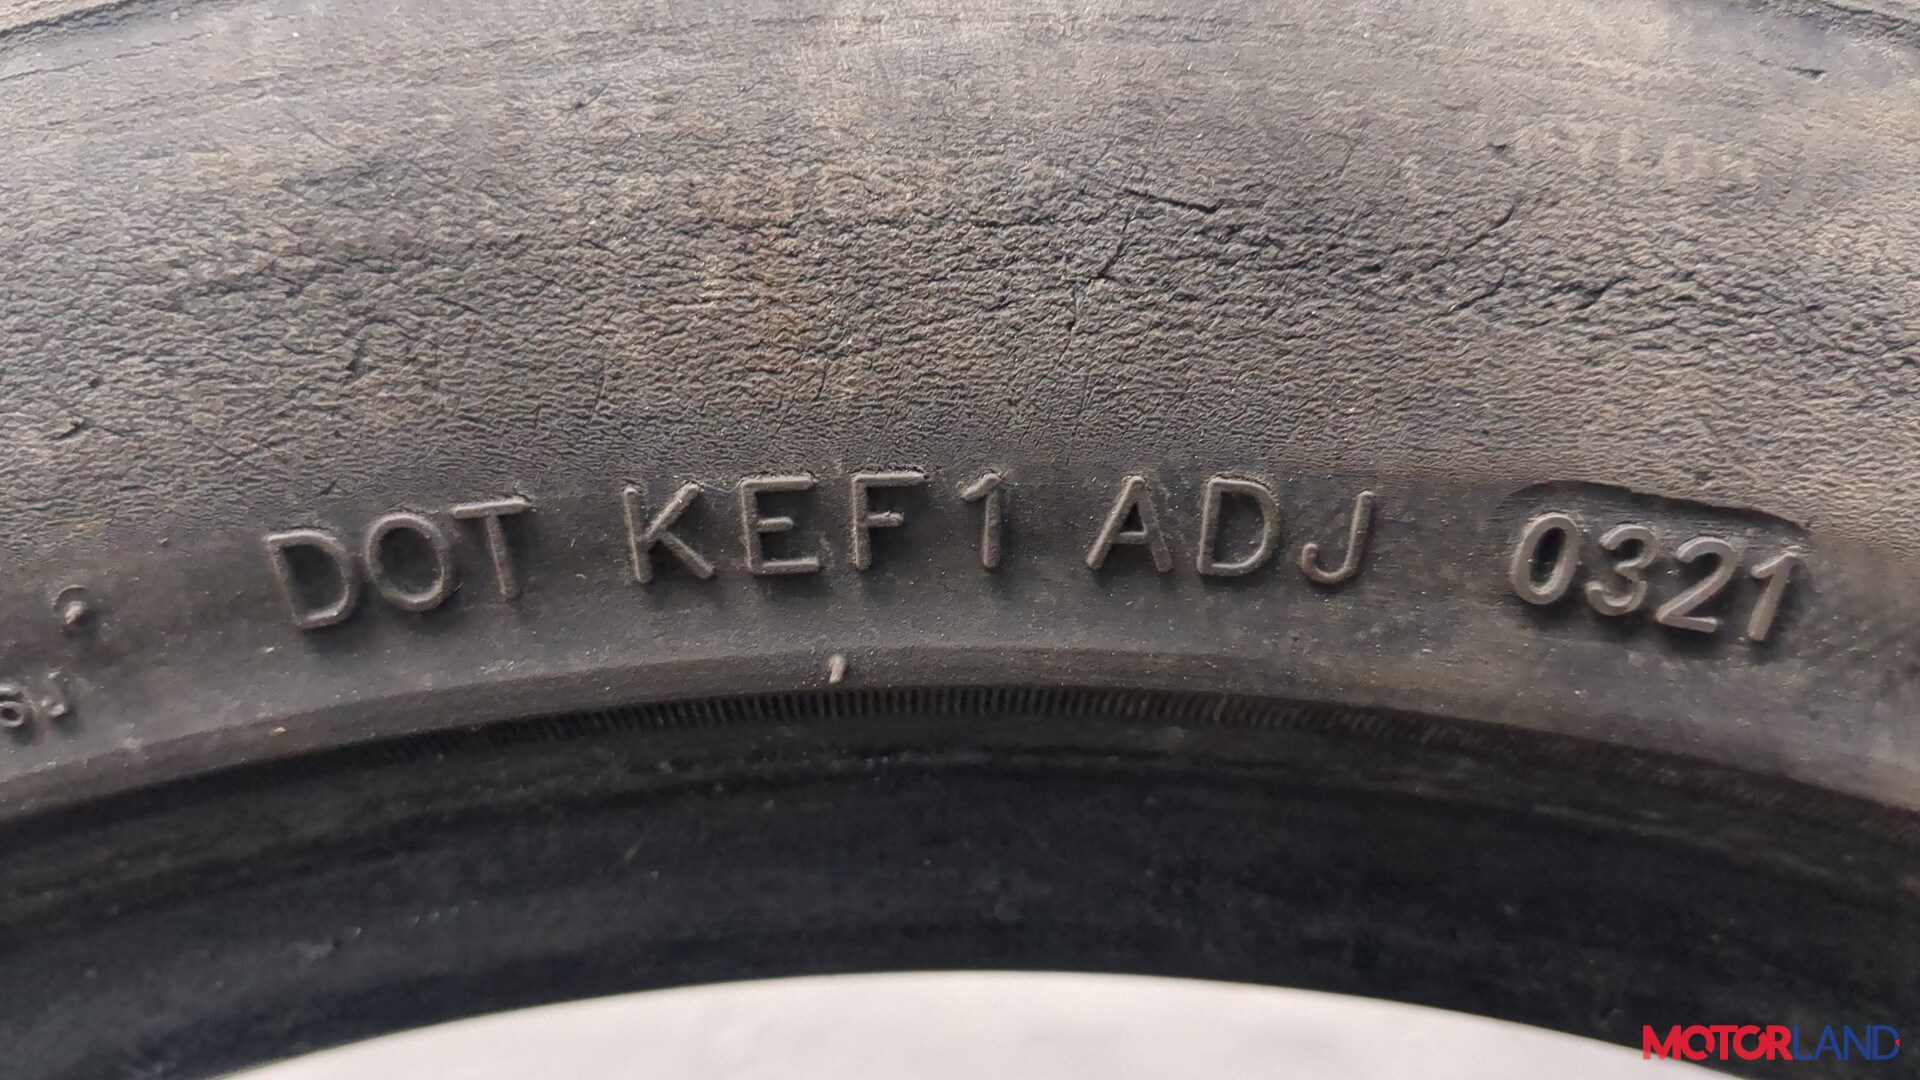 DOT KEF1 ADJ 0321
MOTORLAND